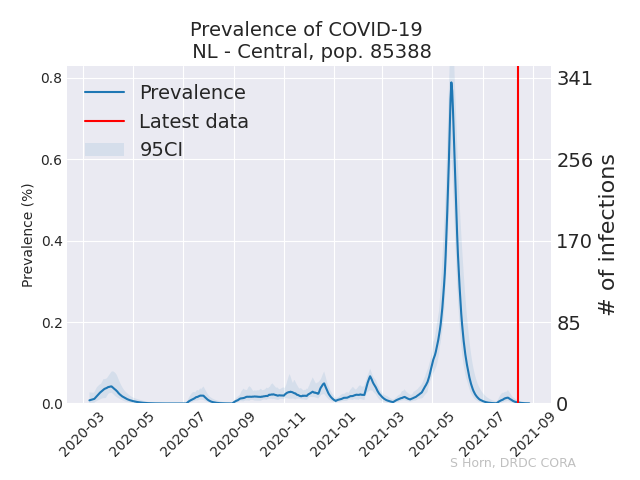 Prevalence of COVID-19
NL - Central, pop. 85388
Prevalence
Latest data
95CI
Prevalence (%)
0.8
0.6
0.4
0.2
0.0
341
256
170
85
0
# of infections
2020-03
2020-05
2020-07
2020-09
2020-11
2021-01
2021-03
2021-05
2021-07
2021-09
S Horn, DRDC CORA